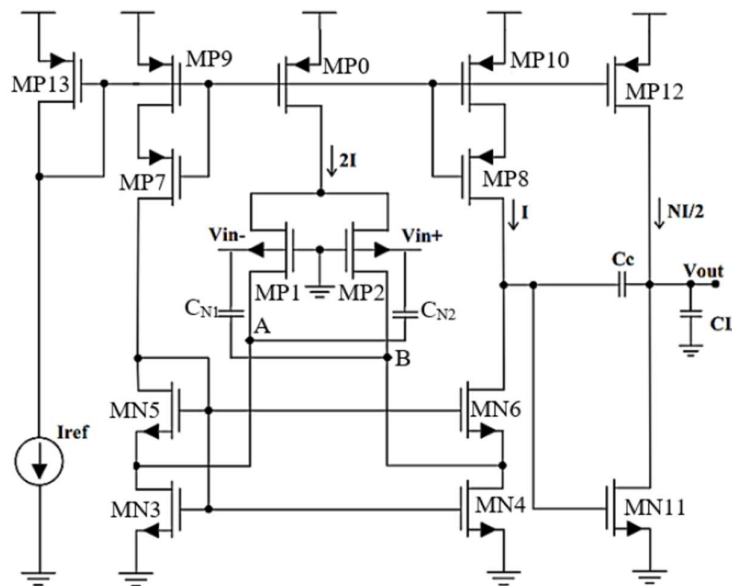 MP13
MP9
MP0
MP10
MP12
MP7
2I
MP8
I
NI/2
Vin-
Vin+
Cc
Vout
MP1
MP2
CN1
CN2
CL
A
B
MN5
MN6
Iref
MN3
MN4
MN11